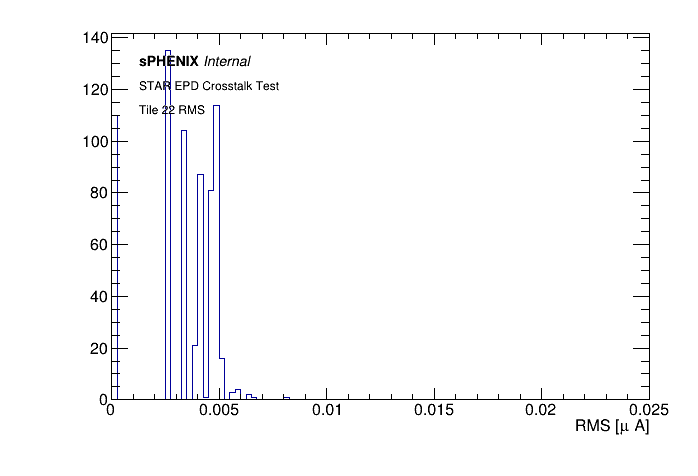 140
sPHENIX Internal
120
STAR EPD Crosstalk Test
Tile 22 RMS
100
80
60
40
20
0
0 0.005 0.01 0.015 0.02 0.025
RMS [μ A]